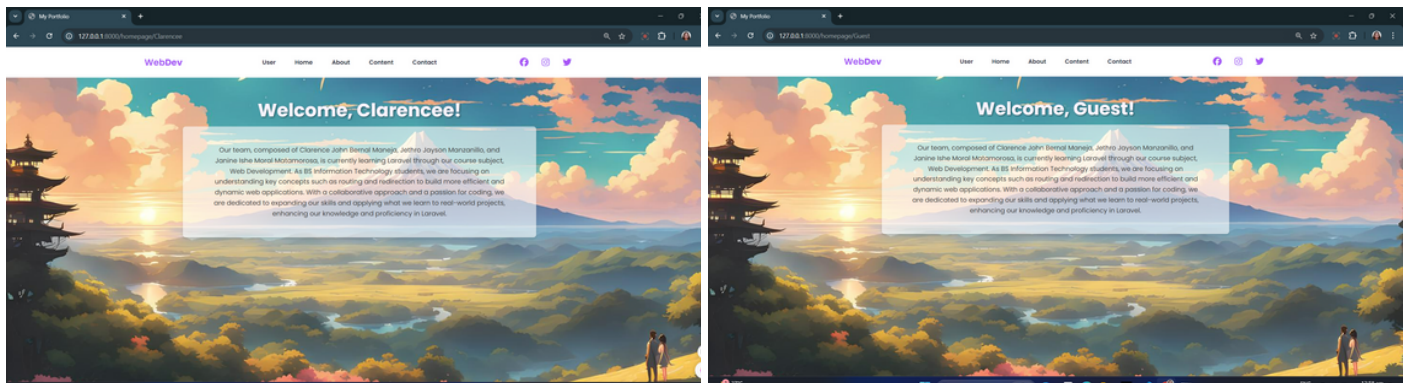 My Portfolio
127.0.0.1:8000/homepage/Clarencee
WebDev
User Home About Content Contact
Welcome, Clarencee!
Our team, composed of Clarence John Bernal Maneja, Jethro Jayson Manzanillo, and
Janine Ishe Moral Matamorosa, is currently learning Laravel through our course subject,
Web Development. As BS Information Technology students, we are focusing on
understanding key concepts such as routing and redirection to build more efficient and
dynamic web applications. With a collaborative approach and a passion for coding, we
are dedicated to expanding our skills and applying what we learn to real-world projects,
enhancing our knowledge and proficiency in Laravel.
My Portfolio
127.0.0.1:8000/homepage/Guest
WebDev
User Home About Content Contact
Welcome, Guest!
Our team, composed of Clarence John Bernal Maneja, Jethro Jayson Manzanillo, and
Janine Ishe Moral Matamorosa, is currently learning Laravel through our course subject,
Web Development. As BS Information Technology students, we are focusing on
understanding key concepts such as routing and redirection to build more efficient and
dynamic web applications. With a collaborative approach and a passion for coding, we
are dedicated to expanding our skills and applying what we learn to real-world projects,
enhancing our knowledge and proficiency in Laravel.